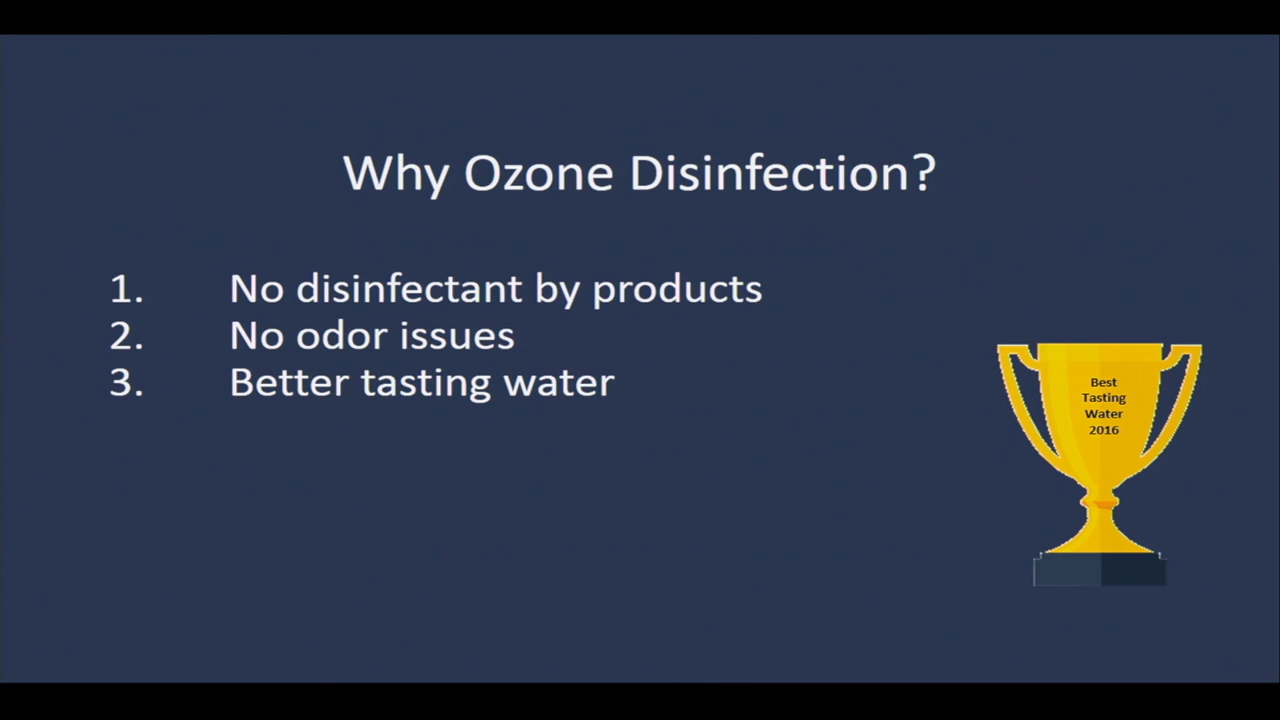 Why Ozone Disinfection?
1. No disinfectant by products
2. No odor issues
3. Better tasting water
Best
Tasting
Water
2016